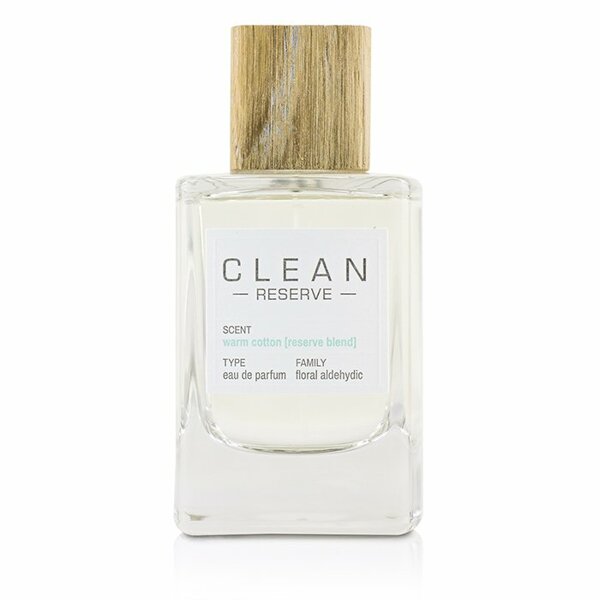 CLEAN
— RESERVE —
SCENT
warm cotton [reserve blend]
TYPE FAMILY
eau de parfum floral aldehydic